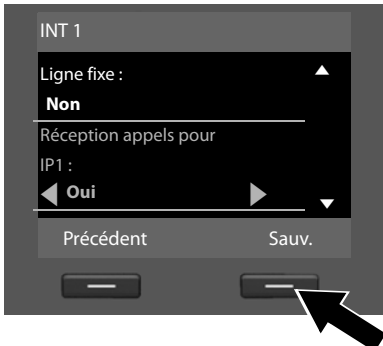 INT 1
Ligne fixe :
Non
Réception appels pour
IP1 :
Oui
Précédent Sauv.